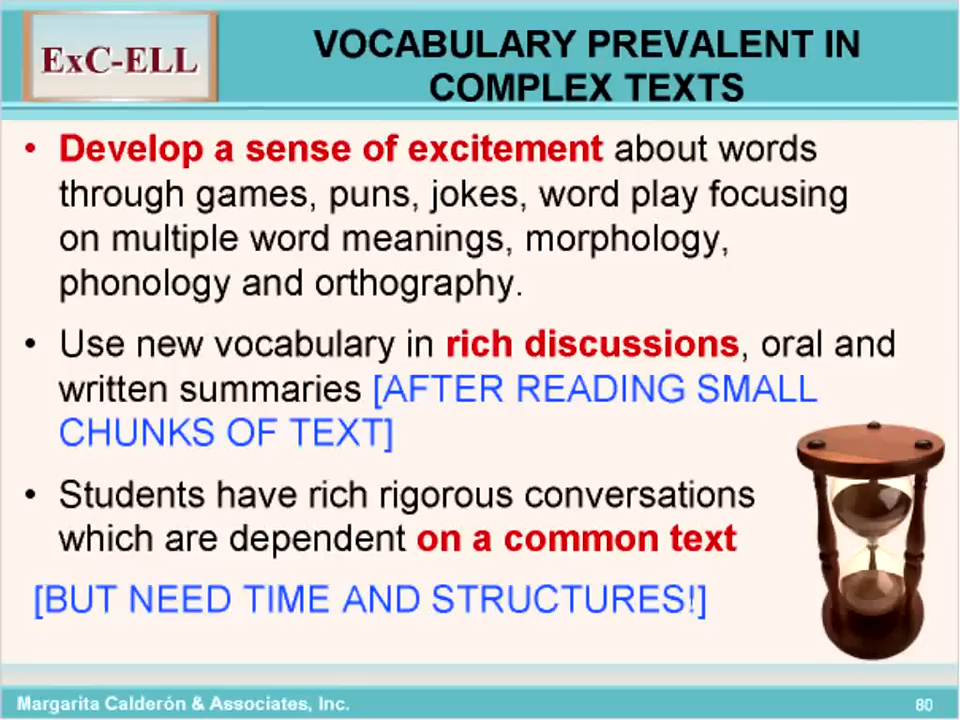 ExC-ELL
VOCABULARY PREVALENT IN
COMPLEX TEXTS
• Develop a sense of excitement about words
through games, puns, jokes, word play focusing
on multiple word meanings, morphology,
phonology and orthography.
• Use new vocabulary in rich discussions, oral and
written summaries [AFTER READING SMALL
CHUNKS OF TEXT]
• Students have rich rigorous conversations
which are dependent on a common text
[BUT NEED TIME AND STRUCTURES!]
Margarita Calderón & Associates, Inc.
80